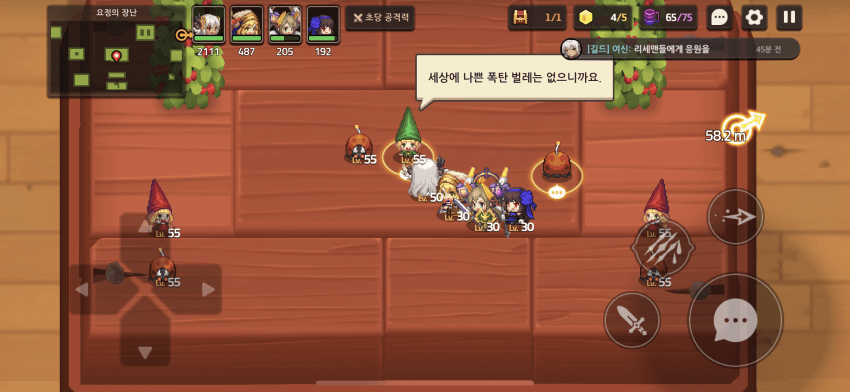 요정의 장난
2111
487
205
192
초당 공격력
1/1
4/5
65/75
[길드] 여신: 리세맨들에게 응원을
45분 전
세상에 나쁜 폭탄 벌레는 없으니까요.
58.2 m
Lv. 55
Lv. 55
Lv. 50
Lv. 30
Lv. 30
Lv. 30
Lv. 55
Lv. 55
Lv. 55
Lv. 55